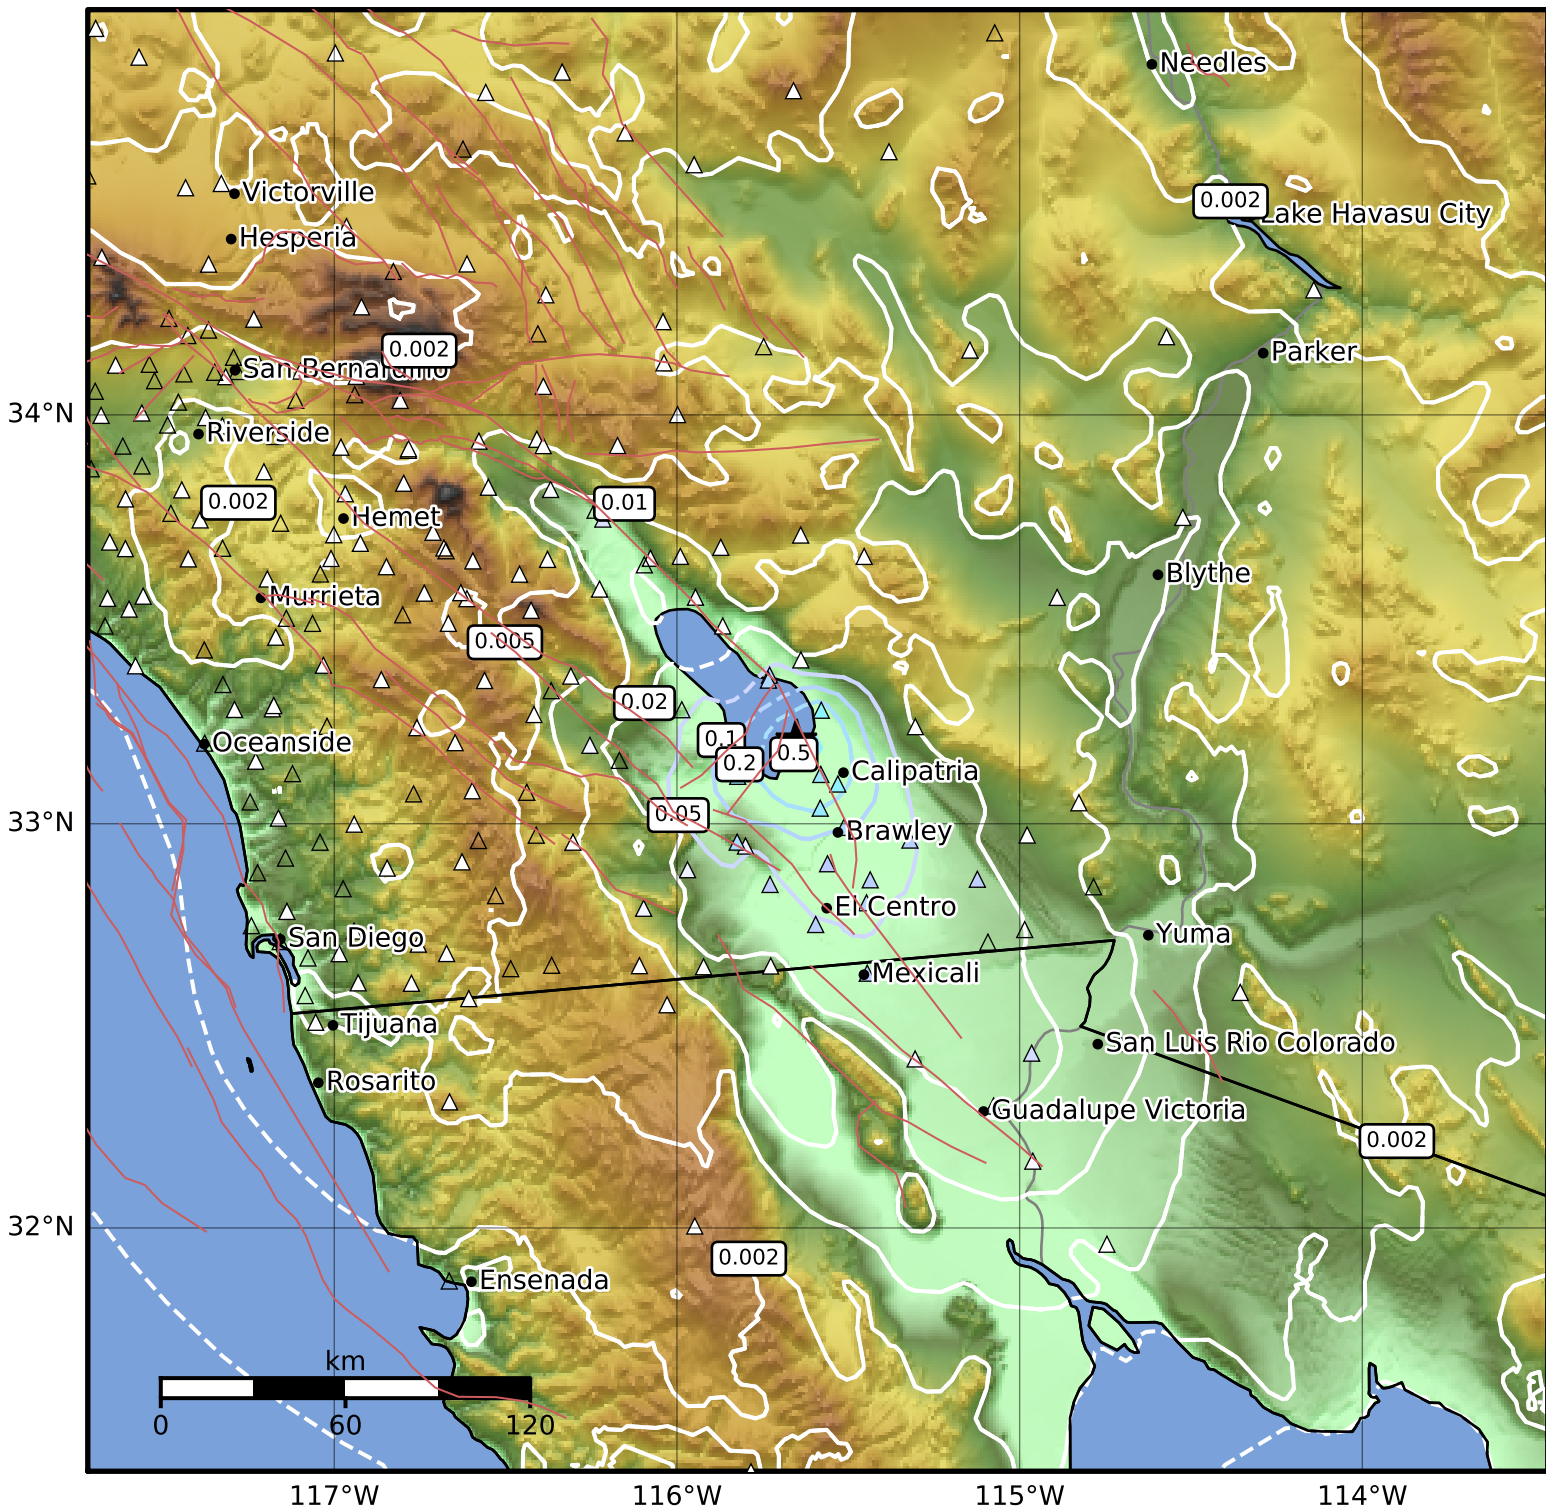 Needles
Victorville
0.002
Lake Havasu City
Hesperia
0.002
Parker
San Bernardino
34°N
Riverside
0.002
0.01
Hemet
Blythe
Murrieta
0.005
0.02
Oceanside
0.1
0.2
0.5
Calipatria
0.05
33°N
Brawley
El Centro
San Diego
Yuma
Mexicali
Tijuana
San Luis Rio Colorado
Rosarito
Guadalupe Victoria
0.002
32°N
0.002
Ensenada
km
0 60 120
117°W 116°W 115°W 114°W